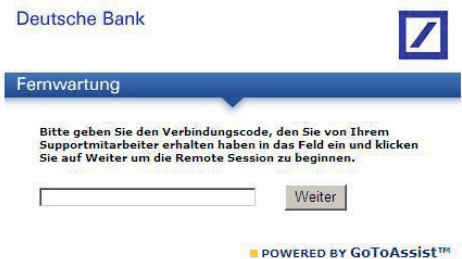 Deutsche Bank
Fernwartung
Bitte geben Sie den Verbindungscode, den Sie von Ihrem
Supportmitarbeiter erhalten haben in das Feld ein und klicken
Sie auf Weiter um die Remote Session zu beginnen.
Weiter
POWERED BY GoToAssist™